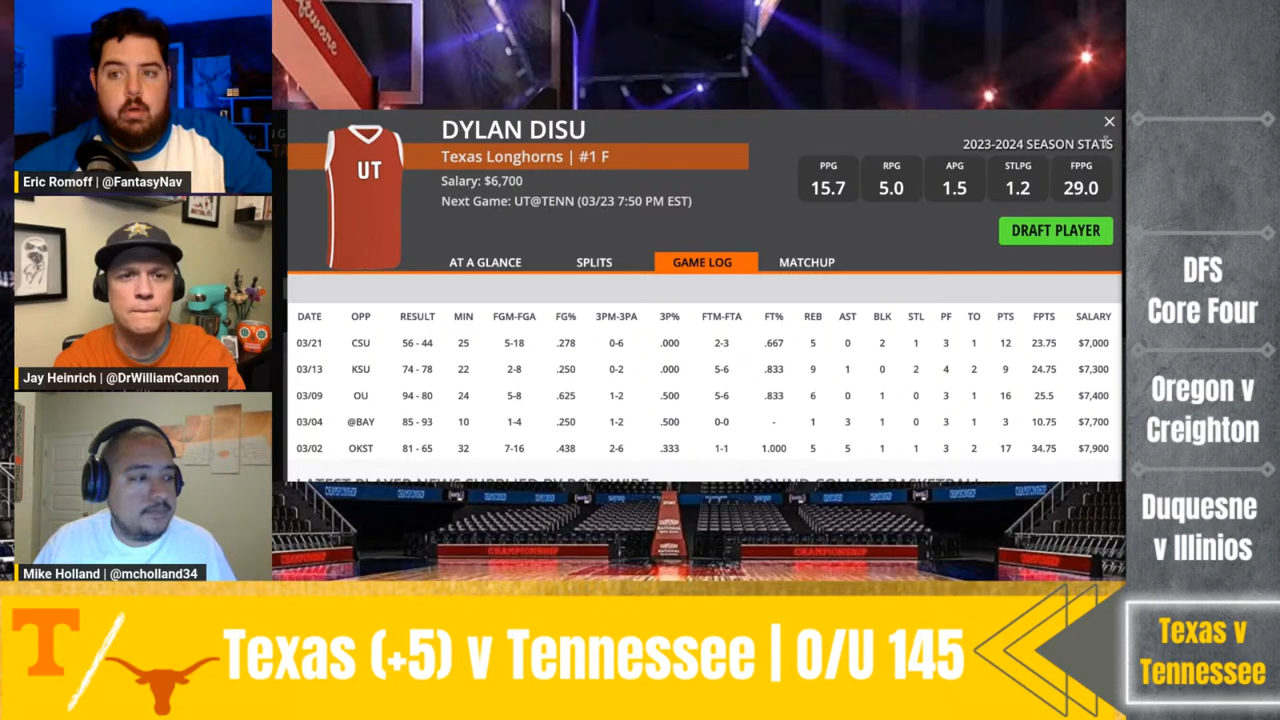 Eric Romoff | @FantasyNav
Jay Heinrich | @DrWilliamCannon
Mike Holland | @mcholland34
DYLAN DISU
Texas Longhorns | #1 F
Salary: $6,700
Next Game: UT@TENN (03/23 7:50 PM EST)
UT
2023-2024 SEASON STATS
PPG RPG APG STLPG FPPG
15.7 5.0 1.5 1.2 29.0
DRAFT PLAYER
AT A GLANCE SPLITS GAME LOG MATCHUP
DATE OPP RESULT MIN FGM-FGA FG% 3PM-3PA 3P% FTM-FTA FT% REB AST BLK STL PF TO PTS FPTS SALARY
03/21 CSU 56 - 44 25 5-18 .278 0-6 .000 2-3 .667 5 0 2 1 3 1 12 23.75 $7,000
03/13 KSU 74 - 78 22 2-8 .250 0-2 .000 5-6 .833 9 1 0 2 4 2 9 24.75 $7,300
03/09 OU 94 - 80 24 5-8 .625 1-2 .500 5-6 .833 6 0 1 0 3 1 16 25.5 $7,400
03/04 @BAY 85 - 93 10 1-4 .250 1-2 .500 0-0 - 1 3 1 0 3 1 3 10.75 $7,700
03/02 OKST 81 - 65 32 7-16 .438 2-6 .333 1-1 1.000 5 5 1 1 3 2 17 34.75 $7,900
CHAMPIONSHIP
CHAMPIONSHIP
CHAMPIONSHIP
DFS
Core Four
Oregon v
Creighton
Duquesne
v Illinios
Texas v
Tennessee
T
Texas (+5) v Tennessee | O/U 145